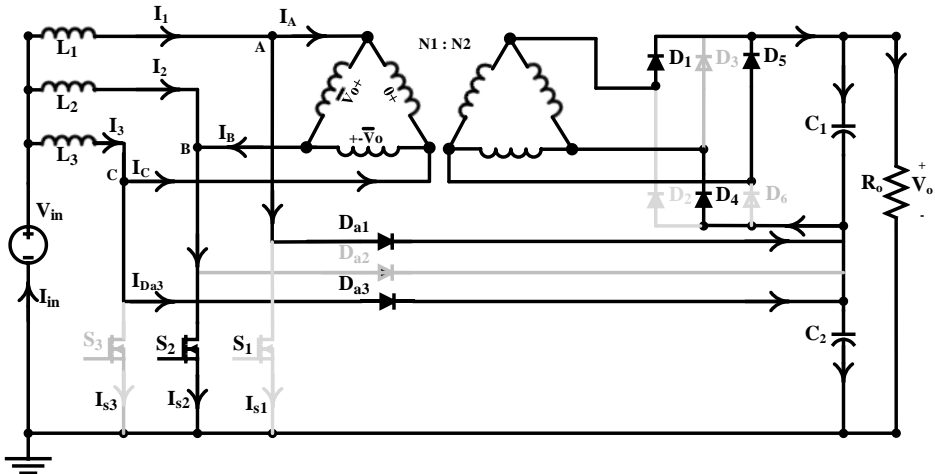 I1
IA
L1
A
N1 : N2
D1
D3
D5
Vo+
0+
I2
L2
I3
IB
B
+-V̅o
C1
L3
C
IC
Ro
+
Vo
-
D2
D4
D6
Vin
+
-
Da1
Da2
Iin
IDa3
Da3
S3
S2
S1
C2
Is3
Is2
Is1